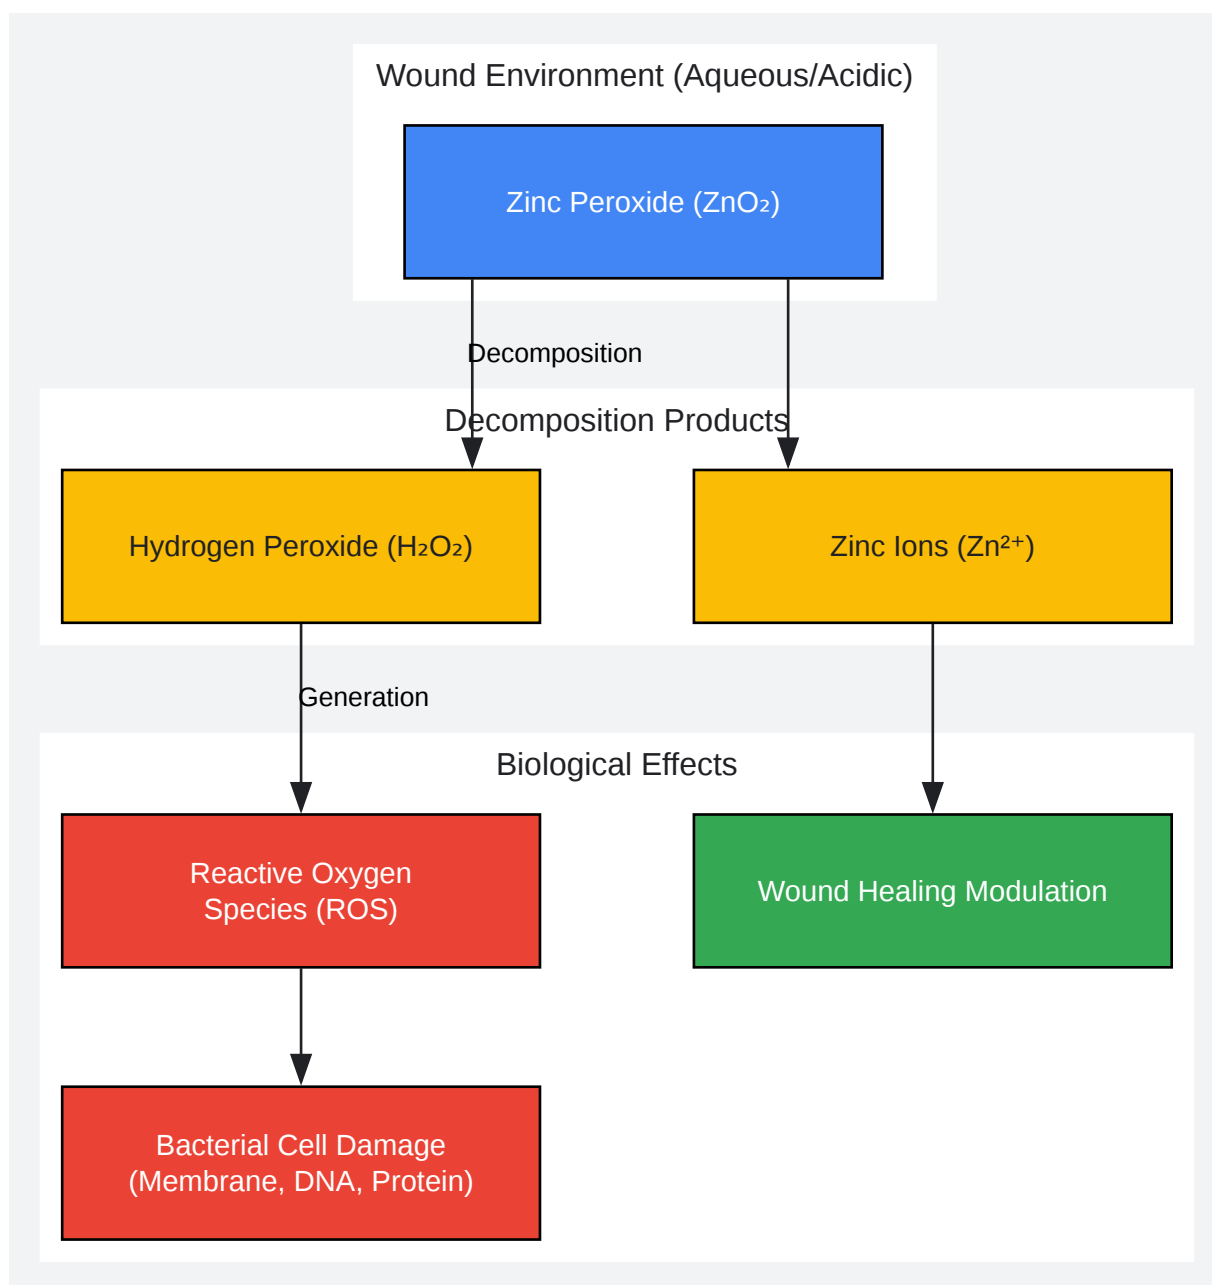 Wound Environment (Aqueous/Acidic)
Zinc Peroxide (ZnO₂)
Decomposition
Decomposition Products
Hydrogen Peroxide (H₂O₂)
Zinc Ions (Zn²⁺)
Generation
Biological Effects
Reactive Oxygen
Species (ROS)
Wound Healing Modulation
Bacterial Cell Damage
(Membrane, DNA, Protein)